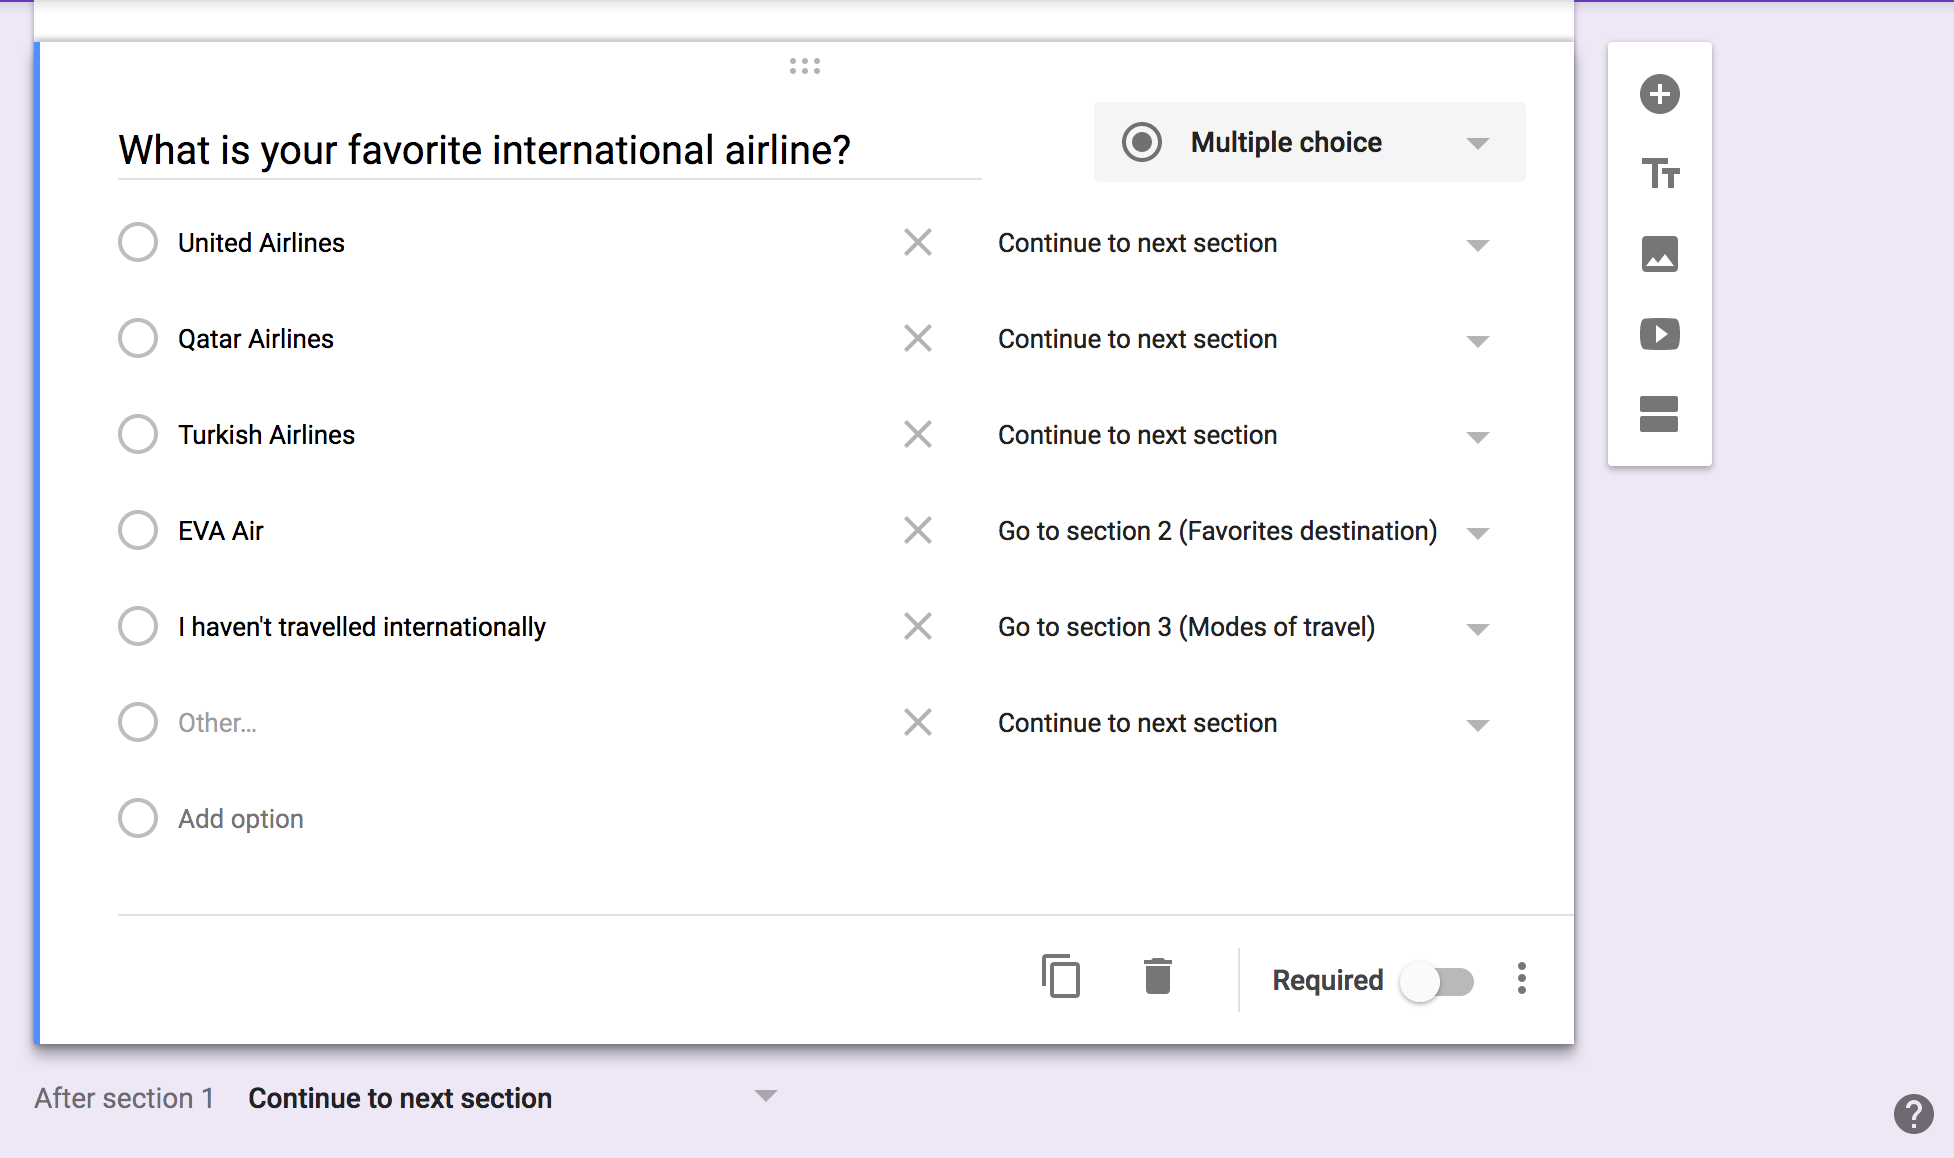 What is your favorite international airline?
Multiple choice
United Airlines
Continue to next section
Qatar Airlines
Continue to next section
Turkish Airlines
Continue to next section
EVA Air
Go to section 2 (Favorites destination)
I haven't travelled internationally
Go to section 3 (Modes of travel)
Other...
Continue to next section
Add option
Required
After section 1 Continue to next section